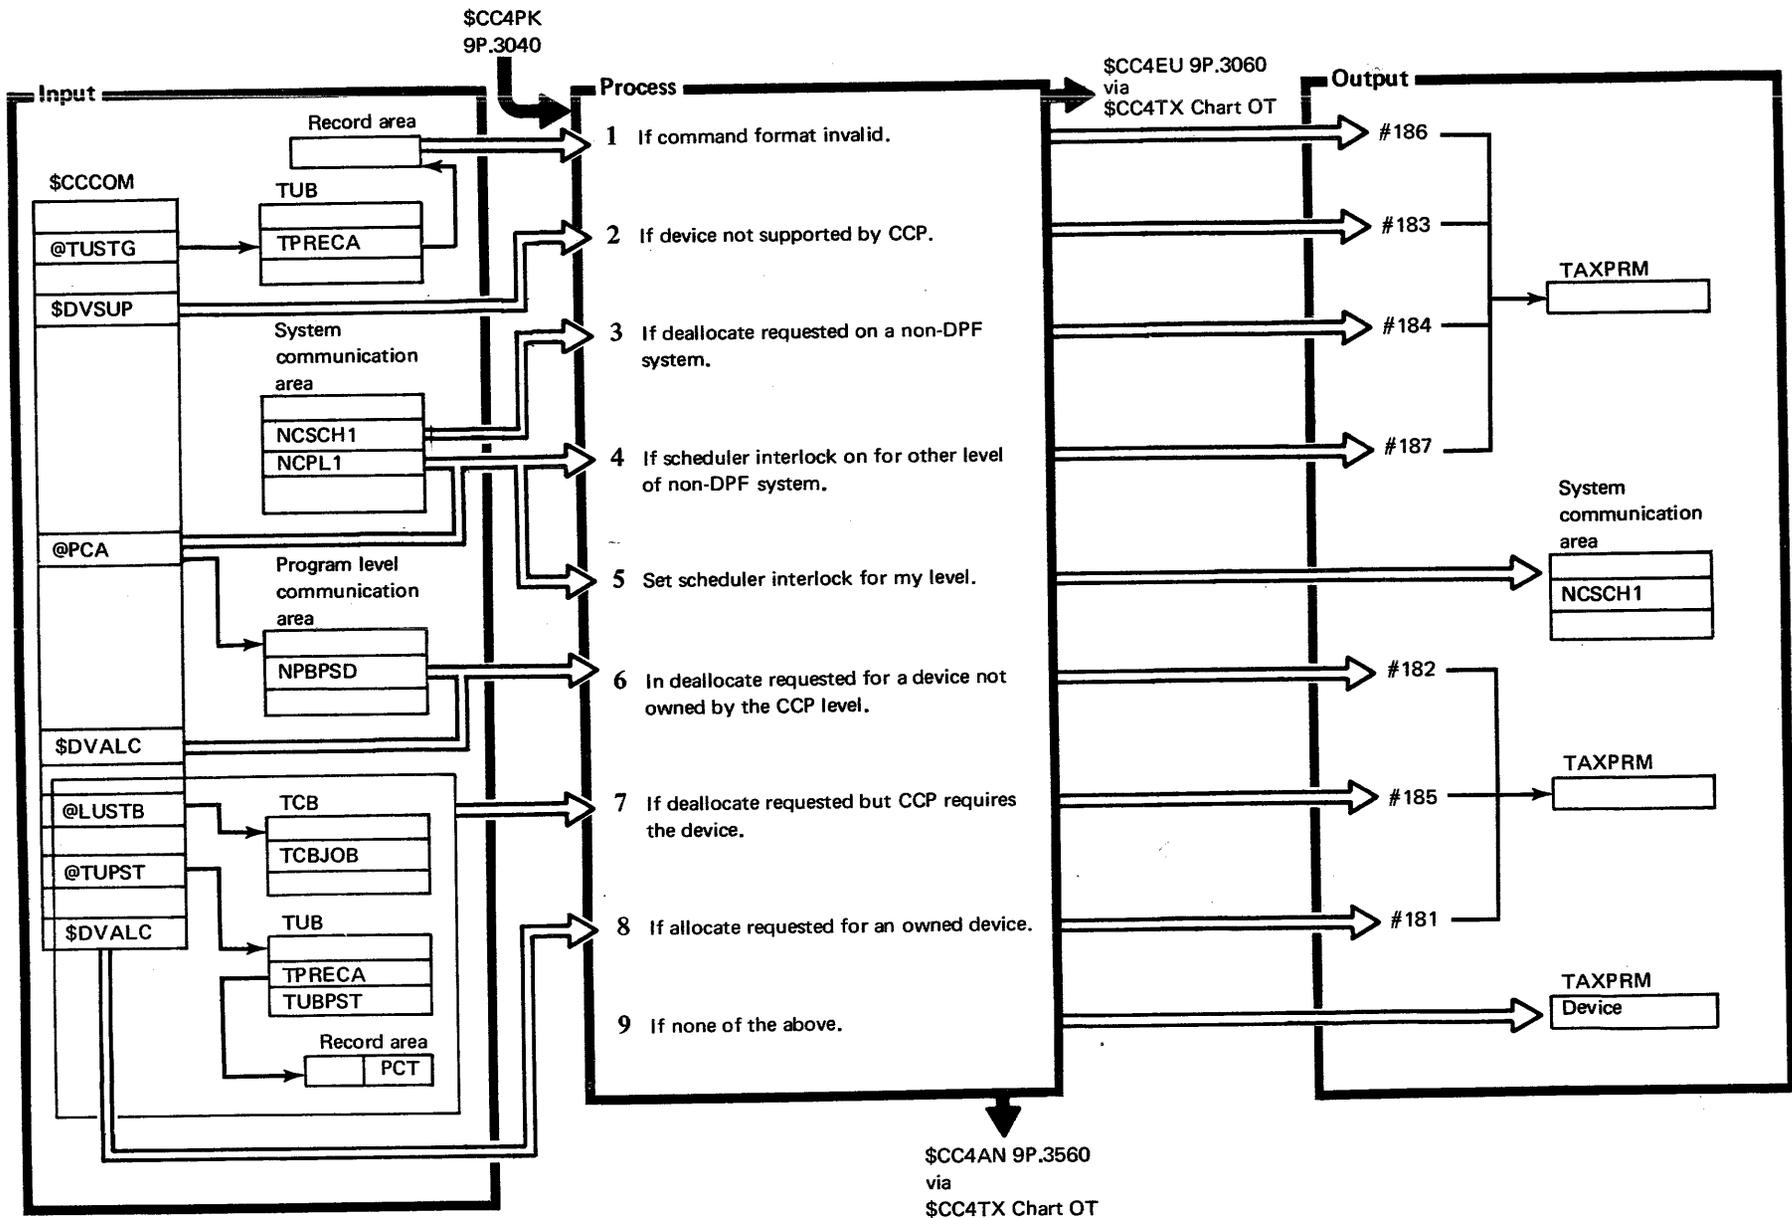 $CC4PK
9P.3040
Input
Record area
$CCCOM
TUB
@TUSTG
TPRECA
$DVSUP
System
communication
area
NCSCH1
NCPL1
@PCA
Program level
communication
area
NPBPSD
$DVALC
@LUSTB
TCB
TCBJOB
@TUPST
TUB
$DVALC
TPRECA
TUBPST
Record area
PCT
Process
1 If command format invalid.
2 If device not supported by CCP.
3 If deallocate requested on a non-DPF
system.
4 If scheduler interlock on for other level
of non-DPF system.
5 Set scheduler interlock for my level.
6 In deallocate requested for a device not
owned by the CCP level.
7 If deallocate requested but CCP requires
the device.
8 If allocate requested for an owned device.
9 If none of the above.
$CC4EU 9P.3060
via
$CC4TX Chart OT
Output
#186
#183
#184
#187
TAXPRM
System
communication
area
NCSCH1
#182
#185
#181
TAXPRM
TAXPRM
Device
$CC4AN 9P.3560
via
$CC4TX Chart OT